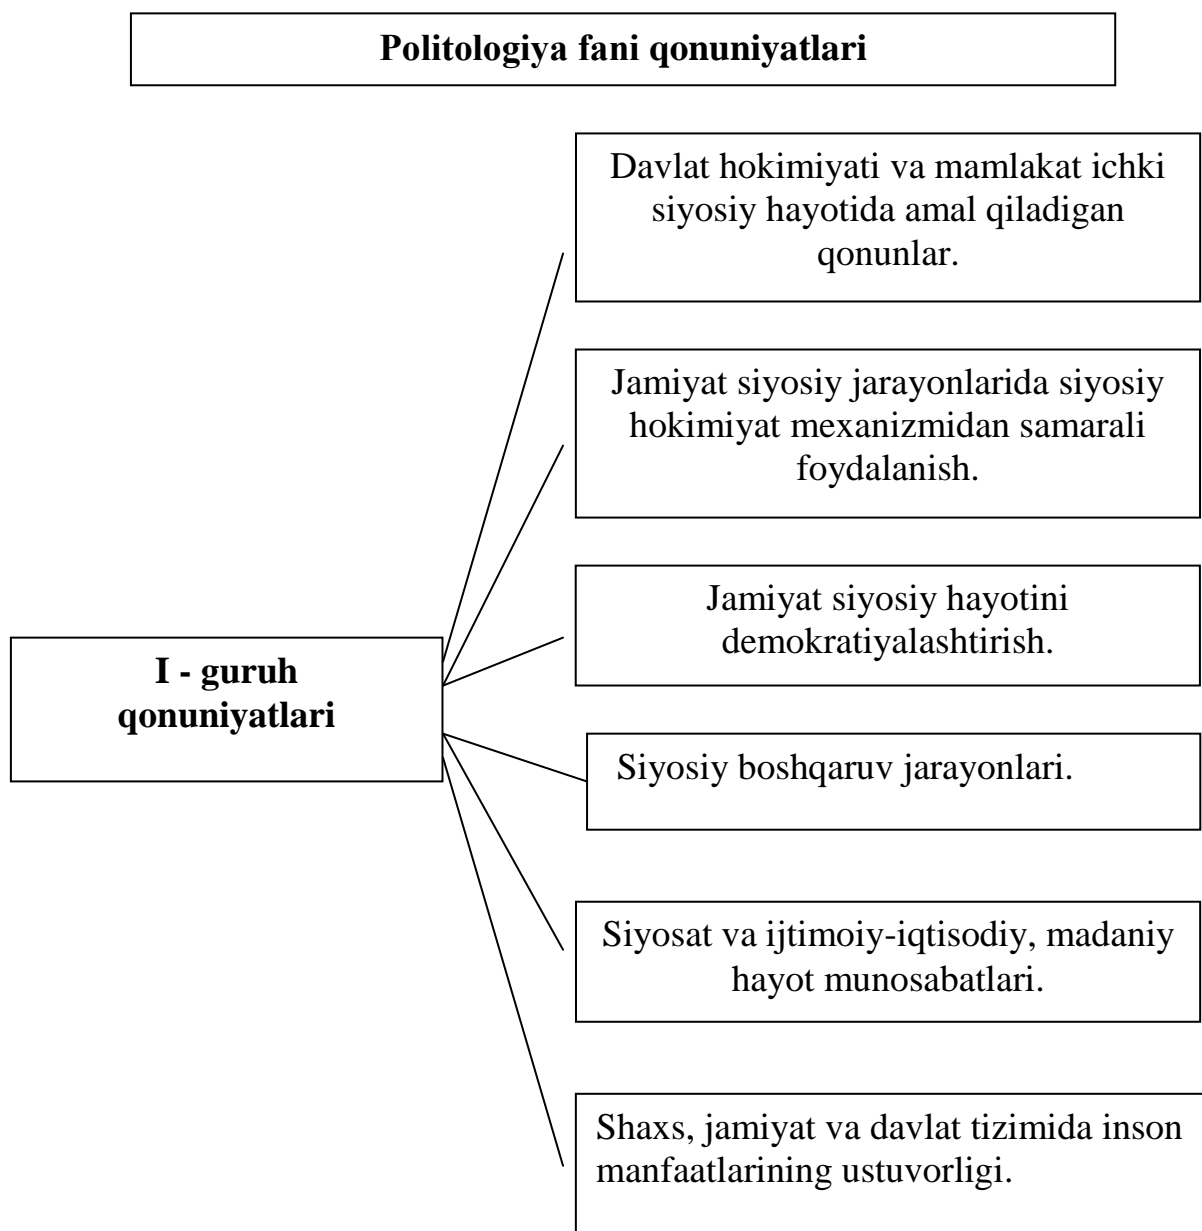 Politologiya fani qonuniyatlari
Davlat hokimiyati va mamlakat ichki
siyosiy hayotida amal qiladigan
qonunlar.
Jamiyat siyosiy jarayonlarida siyosiy
hokimiyat mexanizmidan samarali
foydalanish.
Jamiyat siyosiy hayotini
demokratiyalashtirish.
I - guruh
qonuniyatlari
Siyosiy boshqaruv jarayonlari.
Siyosat va ijtimoiy-iqtisodiy, madaniy
hayot munosabatlari.
Shaxs, jamiyat va davlat tizimida inson
manfaatlarining ustuvorligi.